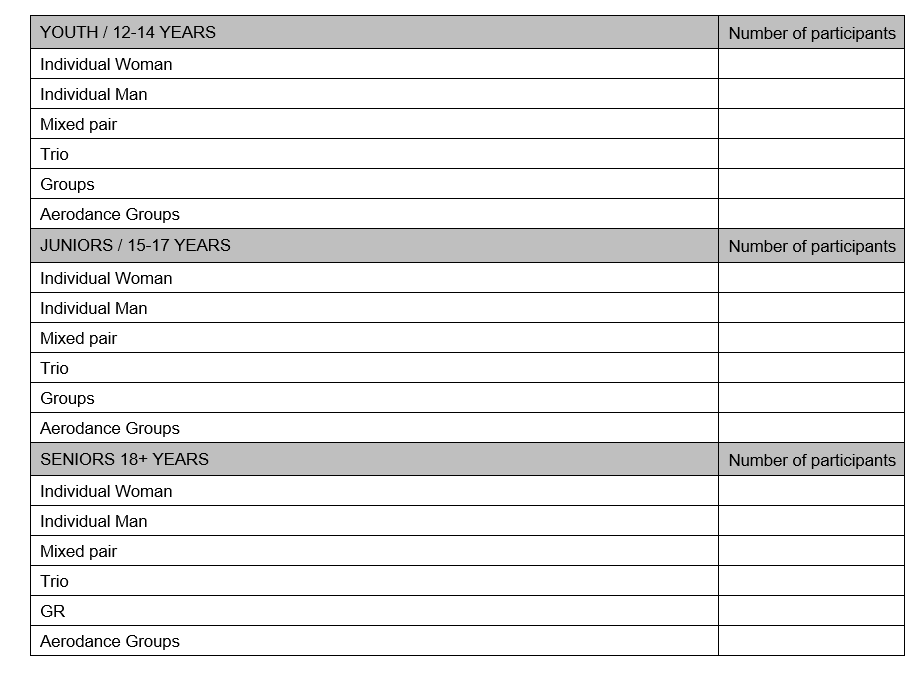 YOUTH / 12-14 YEARS Number of participants
Individual Woman
Individual Man
Mixed pair
Trio
Groups
Aerodance Groups
JUNIORS / 15-17 YEARS Number of participants
Individual Woman
Individual Man
Mixed pair
Trio
Groups
Aerodance Groups
SENIORS 18+ YEARS Number of participants
Individual Woman
Individual Man
Mixed pair
Trio
GR
Aerodance Groups